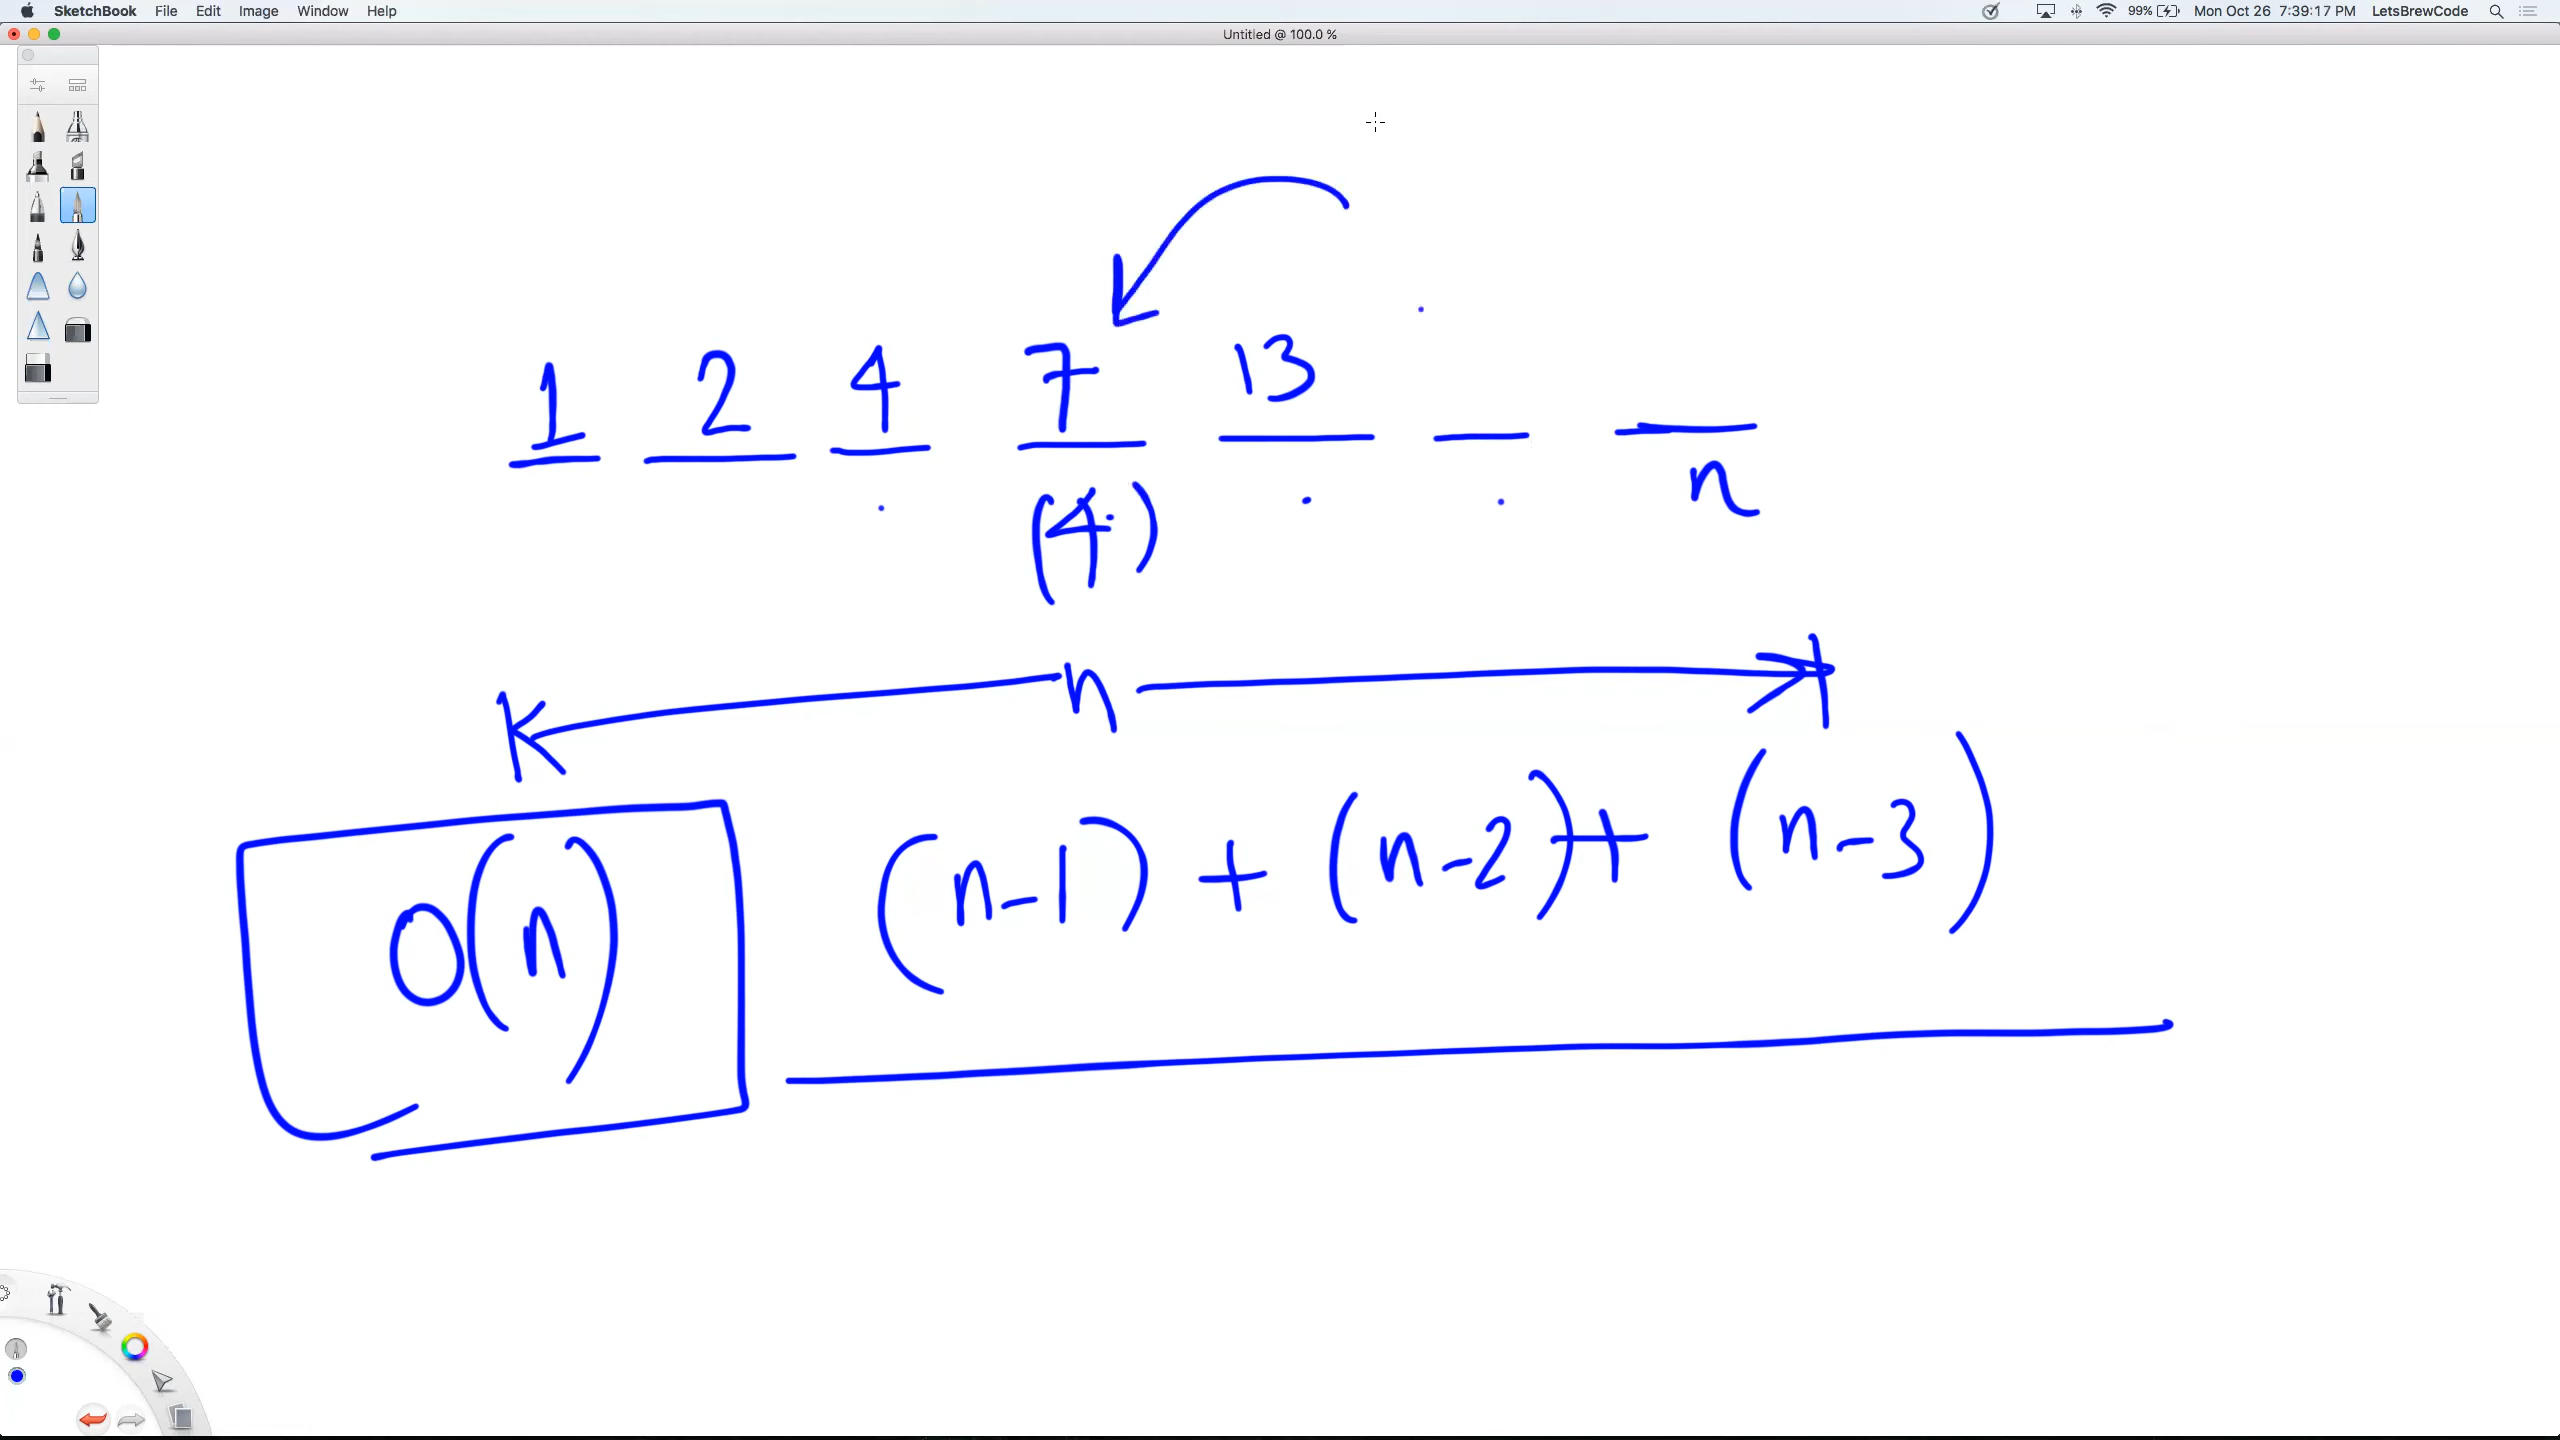 SketchBook File Edit Image Window Help 99% Mon Oct 26 7:39:17 PM LetsBrewCode
Untitled @ 100.0 %
1 2 4 7 13
(4) n
n
O(n) (n-1) + (n-2) + (n-3)